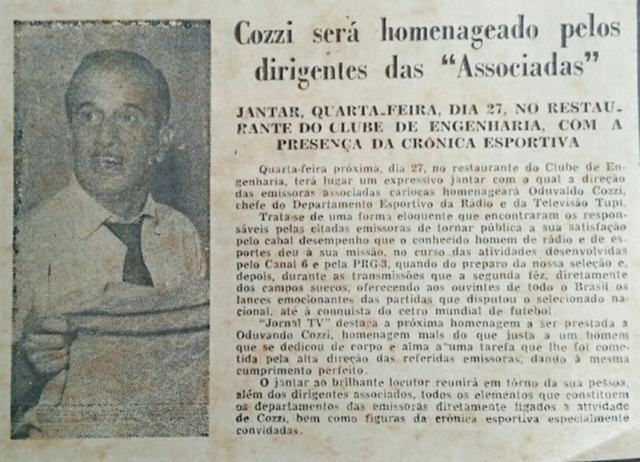 Cozzi será homenageado pelos
dirigentes das "Associadas"
JANTAR, QUARTA-FEIRA, DIA 27, NO RESTAU-
RANTE DO CLUBE DE ENGENHARIA, COM A
PRESENÇA DA CRÔNICA ESPORTIVA
Quarta-feira próxima, dia 27, no restaurante do Clube de En-
genharia, terá lugar um expressivo jantar com o qual a direção
das emissoras associadas cariocas homenageará Oduvaldo Cozzi,
chefe do Departamento Esportivo da Rádio e da Televisão Tupi.
Trata-se de uma forma eloquente que encontraram os respon-
sáveis pelas citadas emissoras de tornar pública a sua satisfação
pelo cabal desempenho que o conhecido homem de rádio e de es-
portes deu à sua missão, no curso das atividades desenvolvidas
pelo Canal 6 e pela PRG-3, quando do preparo da nossa seleção e,
depois, durante as transmissões que a segunda fêz, diretamente
dos campos suecos, oferecendo aos ouvintes de todo o Brasil os
lances emocionantes das partidas que disputou o selecionado na-
cional, até à conquista do cetro mundial de futebol.
"Jornal TV" destaca a próxima homenagem a ser prestada a
Oduvando Cozzi, homenagem mais do que justa a um homem
que se dedicou de corpo e alma a uma tarefa que lhe foi come-
tida pela alta direção das referidas emissoras, dando à mesma
cumprimento perfeito.
O jantar ao brilhante locutor reunirá em tôrno da sua pessoa,
além dos dirigentes associados, todos os elementos que constituem
os departamentos das emissoras diretamente ligados a atividade
de Cozzi, bem como figuras da crônica esportiva especialmente
convidadas.